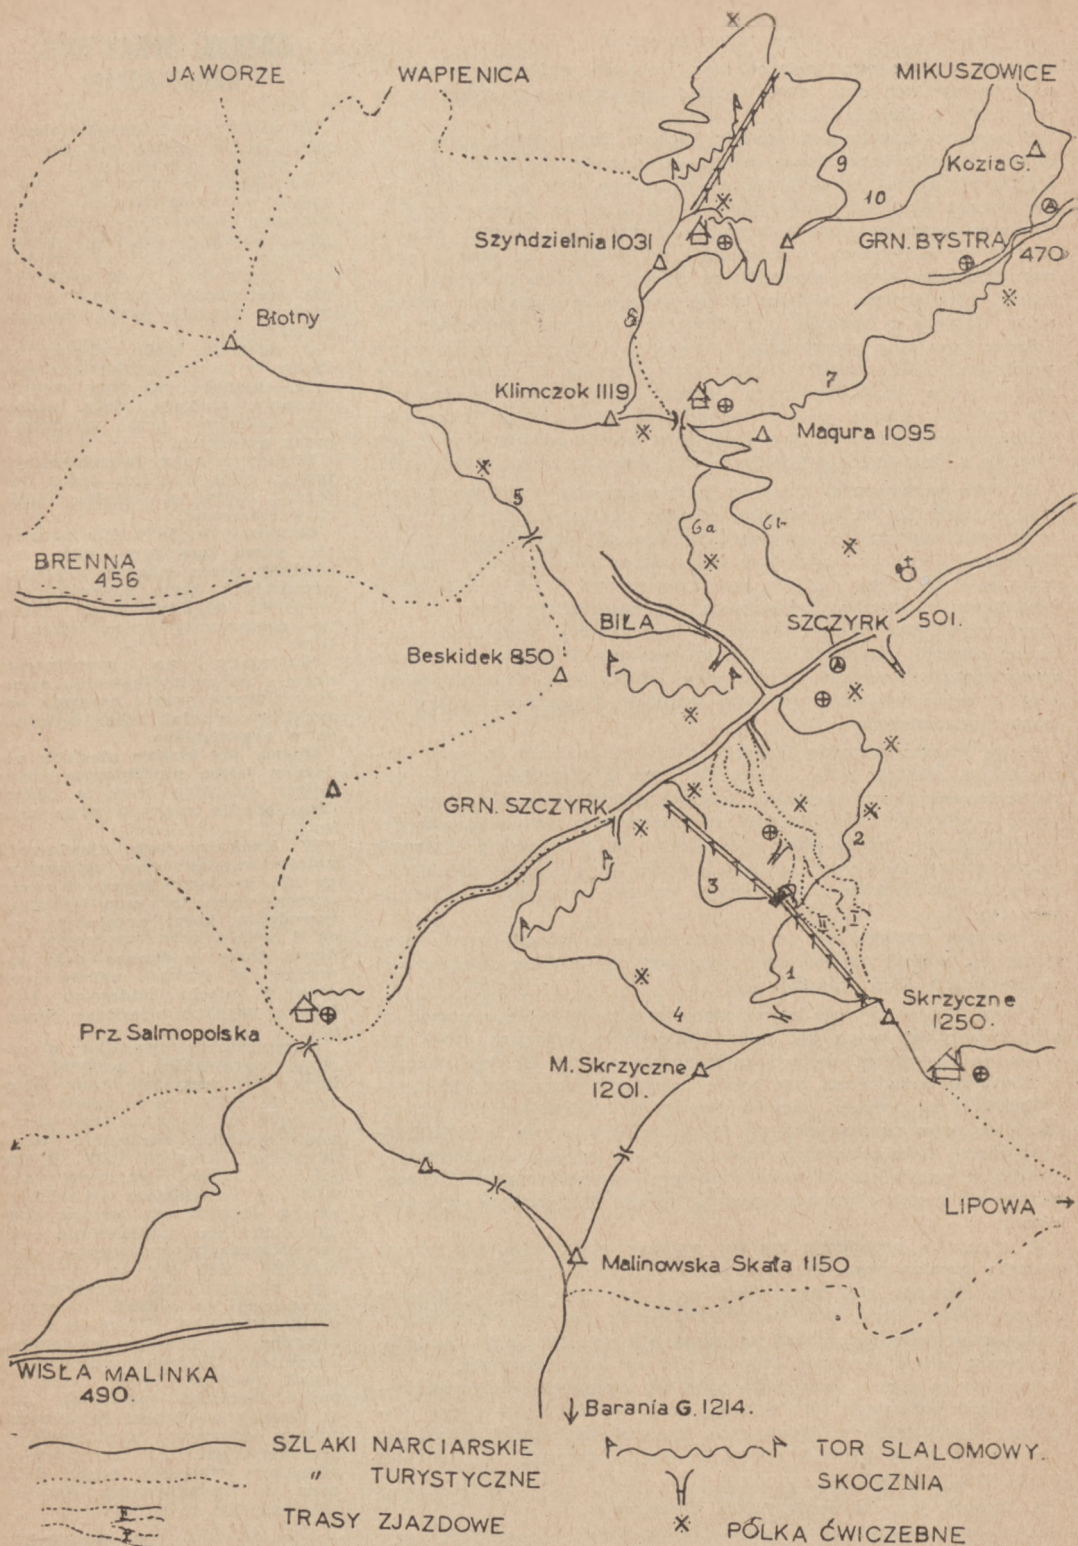 JAWORZE
WAPIENICA
MIKUSZOWICE
Kozia G.
9
10
Szyndzielnia 1031
GRN. BYSTRA
470
8
Błotny
Klimczok 1119
7
Magura 1095
5
6a
BRENNA
456
BIŁA
SZCZYRK 501.
Beskidek 850
GRN. SZCZYRK
2
3
II
I
1
4
Skrzyczne
1250.
Prz. Salmopolska
M. Skrzyczne
1201.
LIPOWA →
Malinowska Skała 1150
WISŁA MALINKA
490.
↓ Barania G. 1214.
SZLAKI NARCIARSKIE
" TURYSTYCZNE
II
I
TRASY ZJAZDOWE
TOR SLALOMOWY.
SKOCZNIA
PÓLKA ĆWICZEBNE